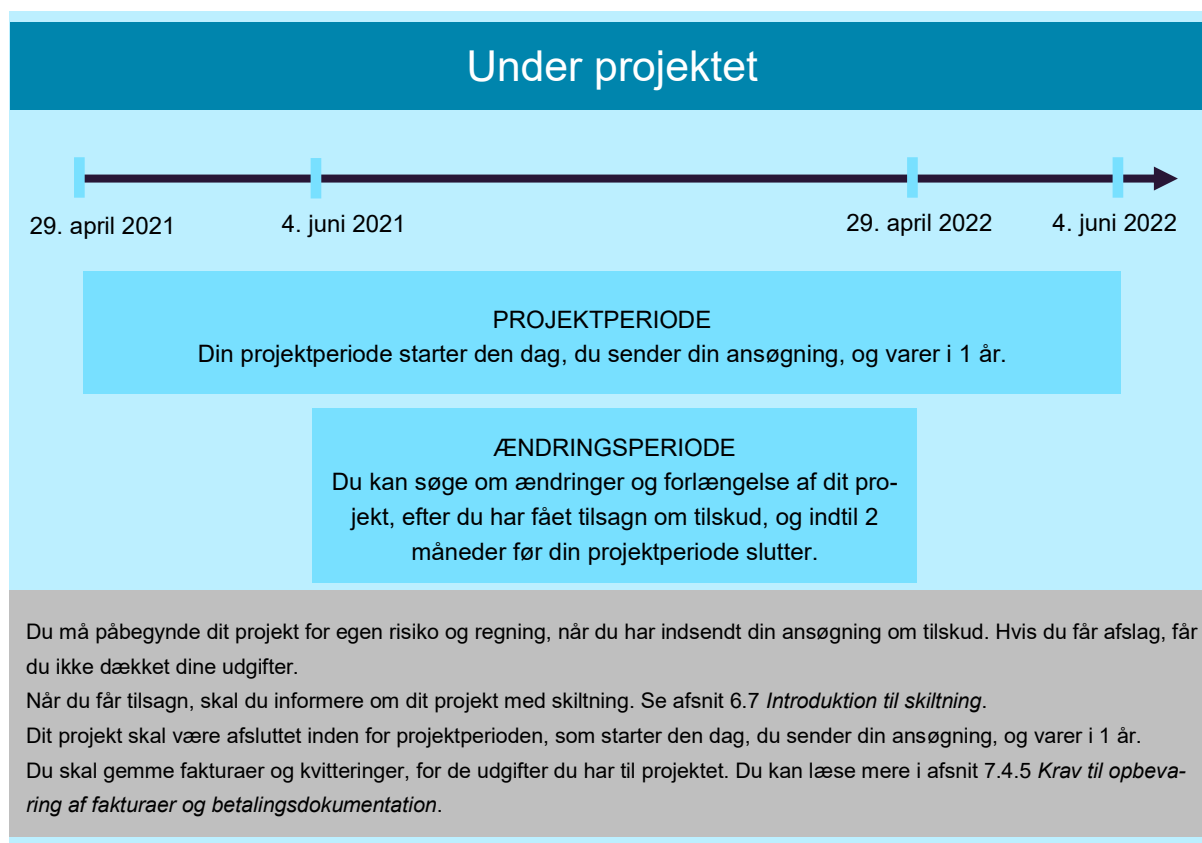 Under projektet
29. april 2021 4. juni 2021 29. april 2022 4. juni 2022
PROJEKTPERIODE
Din projektperiode starter den dag, du sender din ansøgning, og varer i 1 år.
ÆNDRINGSPERIODE
Du kan søge om ændringer og forlængelse af dit pro-
jekt, efter du har fået tilsagn om tilskud, og indtil 2
måneder før din projektperiode slutter.
Du må påbegynde dit projekt for egen risiko og regning, når du har indsendt din ansøgning om tilskud. Hvis du får afslag, får
du ikke dækket dine udgifter.
Når du får tilsagn, skal du informere om dit projekt med skiltning. Se afsnit 6.7 Introduktion til skiltning.
Dit projekt skal være afsluttet inden for projektperioden, som starter den dag, du sender din ansøgning, og varer i 1 år.
Du skal gemme fakturaer og kvitteringer, for de udgifter du har til projektet. Du kan læse mere i afsnit 7.4.5 Krav til opbeva-
ring af fakturaer og betalingsdokumentation.